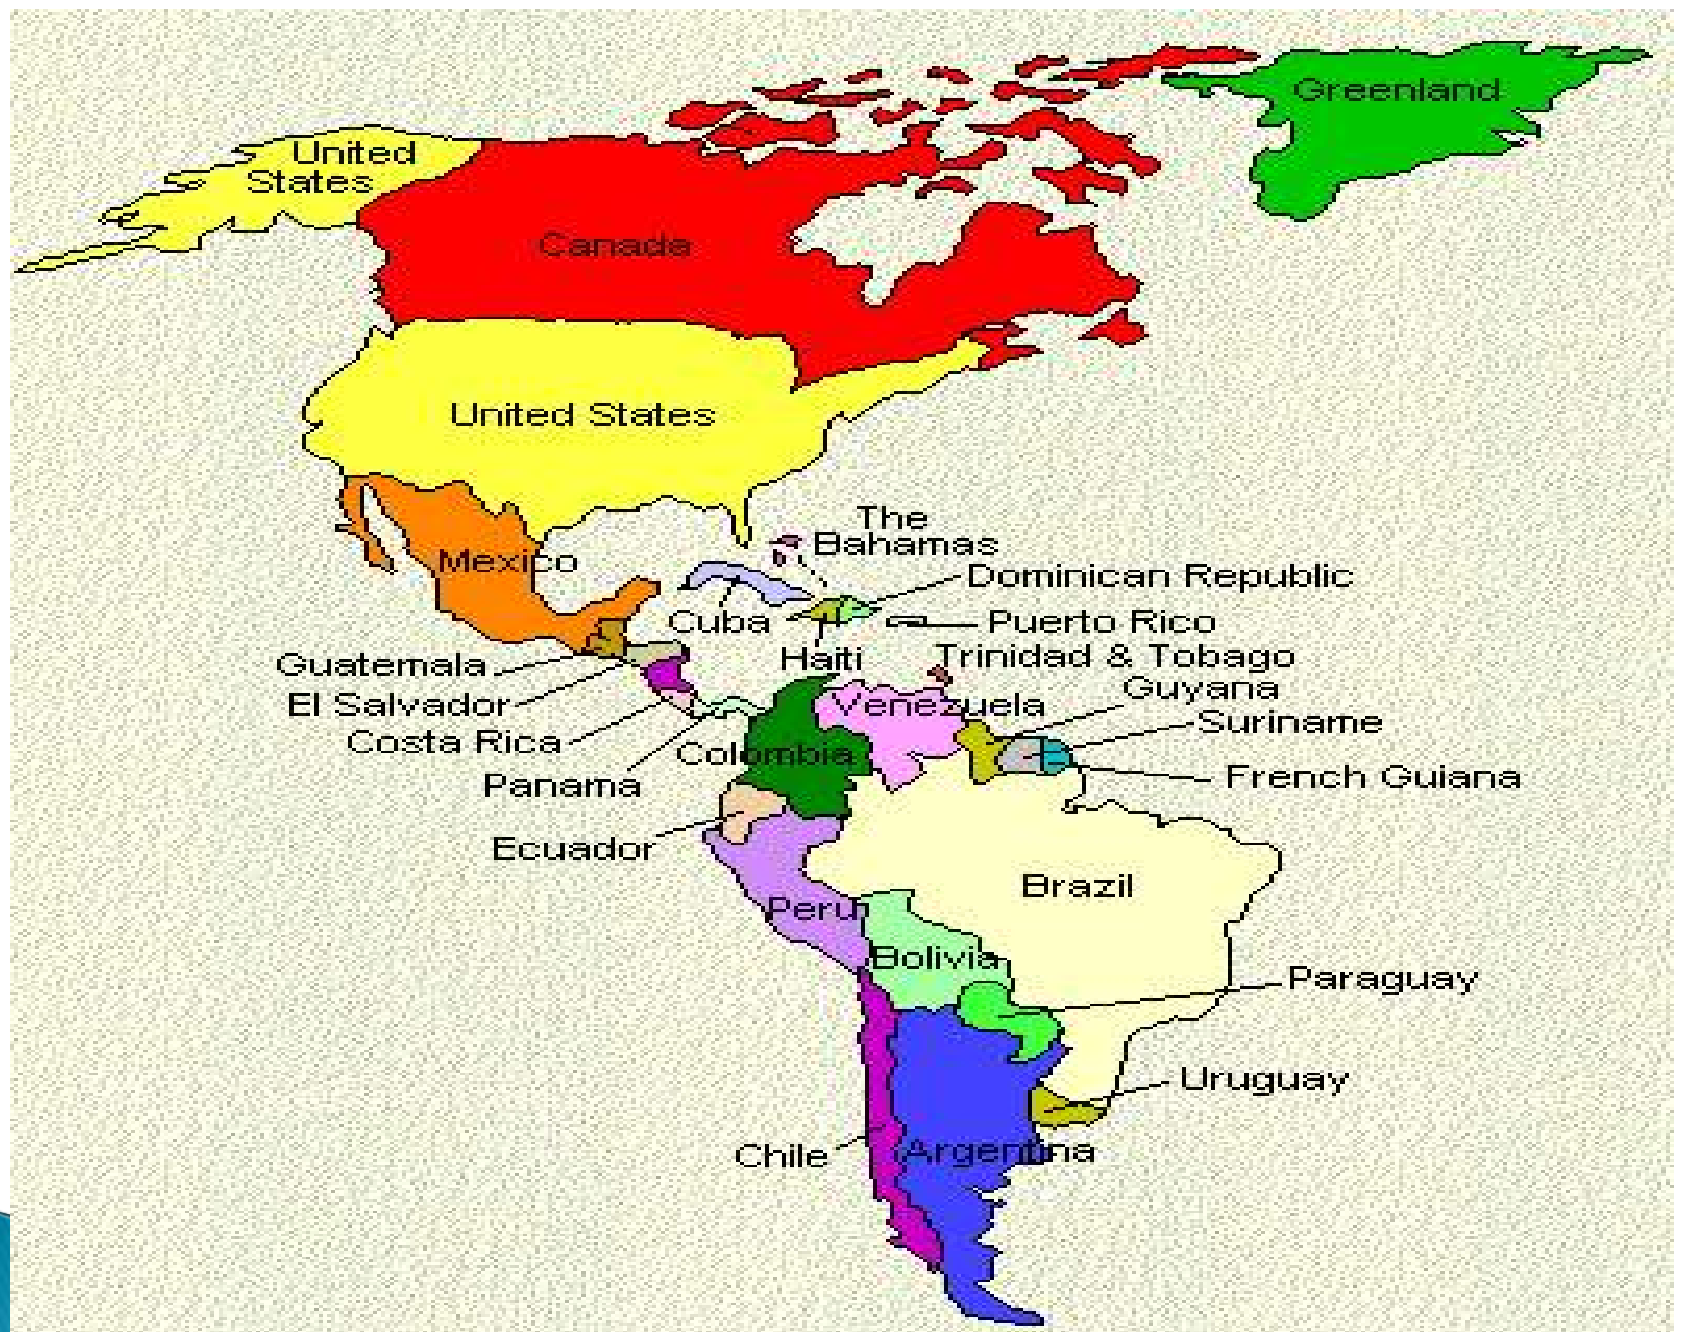 Greenland
United
States
Canada
United States
The
Bahamas
Mexico
Dominican Republic
Cuba
Puerto Rico
Haiti
Trinidad & Tobago
Guatemala
Guyana
El Salvador
Venezuela
Suriname
Costa Rica
Colombia
French Guiana
Panama
Ecuador
Brazil
Peru
Bolivia
Paraguay
Uruguay
Chile
Argentina